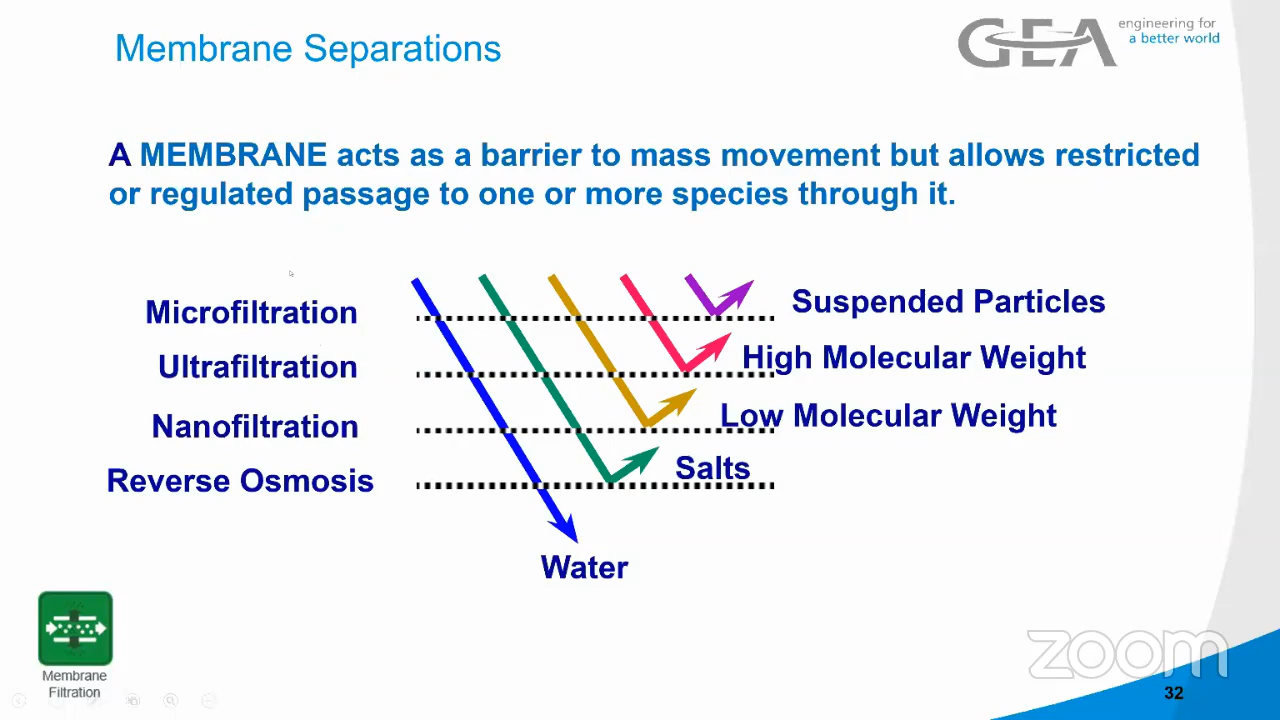 Membrane Separations
GEA
engineering for
a better world
A MEMBRANE acts as a barrier to mass movement but allows restricted
or regulated passage to one or more species through it.
Microfiltration
Suspended Particles
Ultrafiltration
High Molecular Weight
Nanofiltration
Low Molecular Weight
Reverse Osmosis
Salts
Water
Membrane
Filtration
zoom
32